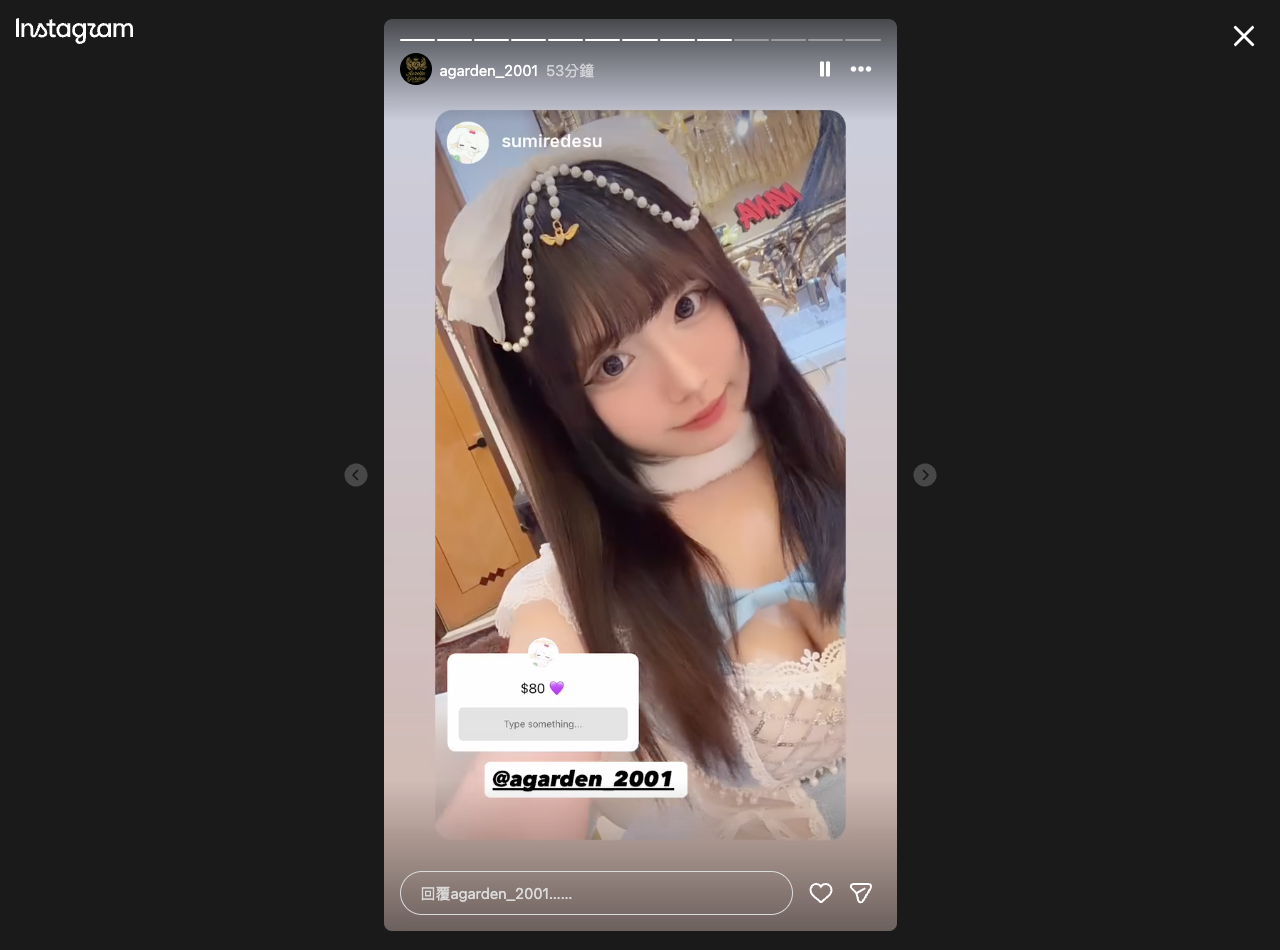 Instagram
agarden_2001 53分鐘
sumiredesu
NANA
$80 💜
Type something...
@agarden_2001
回覆agarden_2001......